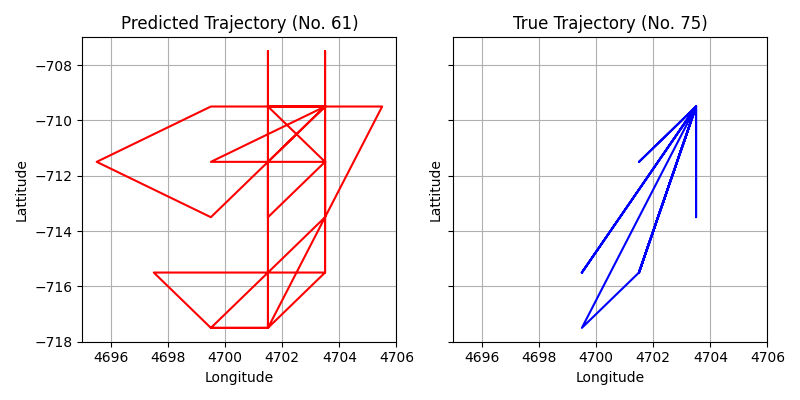 Predicted Trajectory (No. 61)
True Trajectory (No. 75)
−708
−710
−712
−714
−716
−718
Lattitude
Lattitude
4696 4698 4700 4702 4704 4706
4696 4698 4700 4702 4704 4706
Longitude
Longitude